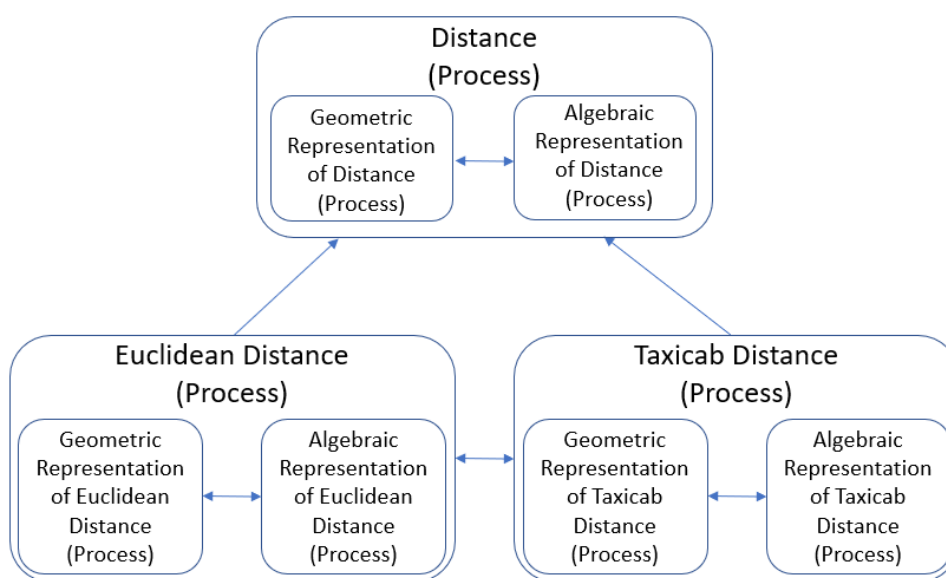 Distance
(Process)
Geometric
Representation
of Distance
(Process)
Algebraic
Representation
of Distance
(Process)
Euclidean Distance
(Process)
Geometric
Representation
of Euclidean
Distance
(Process)
Algebraic
Representation
of Euclidean
Distance
(Process)
Taxicab Distance
(Process)
Geometric
Representation
of Taxicab
Distance
(Process)
Algebraic
Representation
of Taxicab
Distance
(Process)